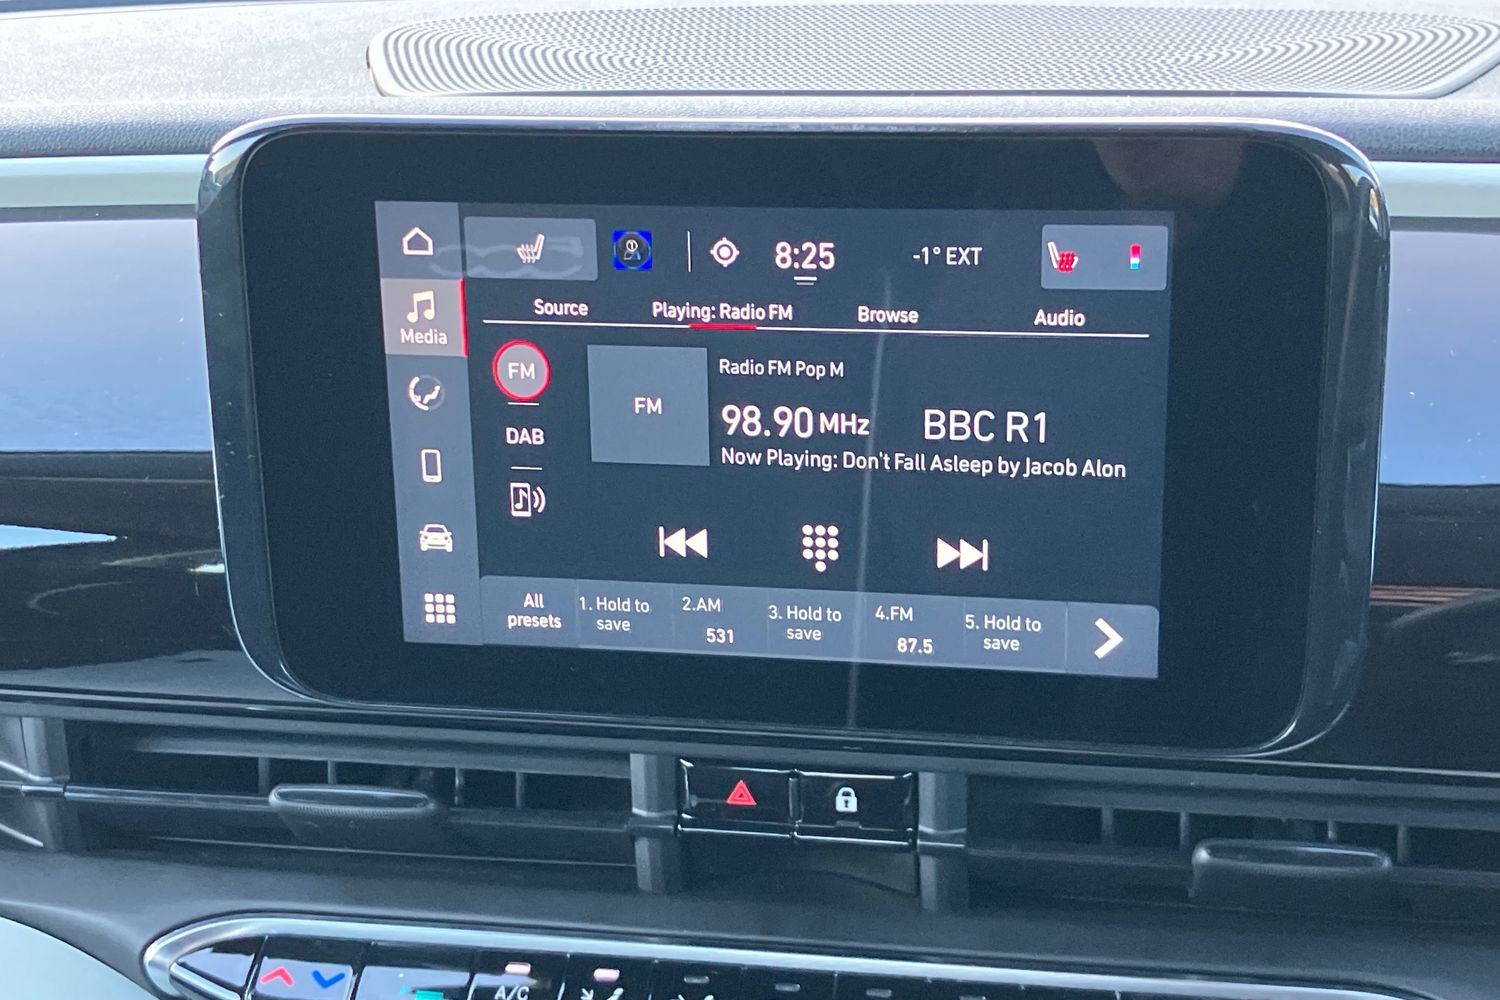 8:25
-1° EXT
Media
Source
Playing: Radio FM
Browse
Audio
FM
DAB
FM
Radio FM Pop M
98.90 MHz
BBC R1
Now Playing: Don't Fall Asleep by Jacob Alon
All
presets
1. Hold to
save
2.AM
531
3. Hold to
save
4.FM
87.5
5. Hold to
save
A/C